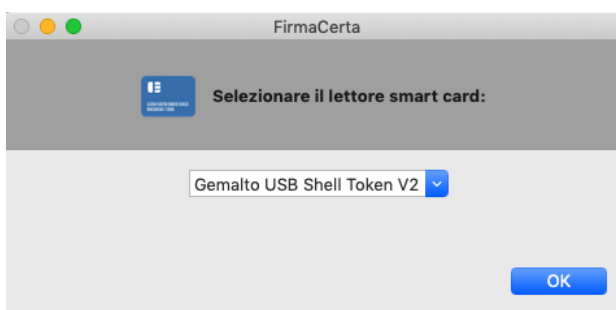 FirmaCerta
Selezionare il lettore smart card:
Gemalto USB Shell Token V2
OK